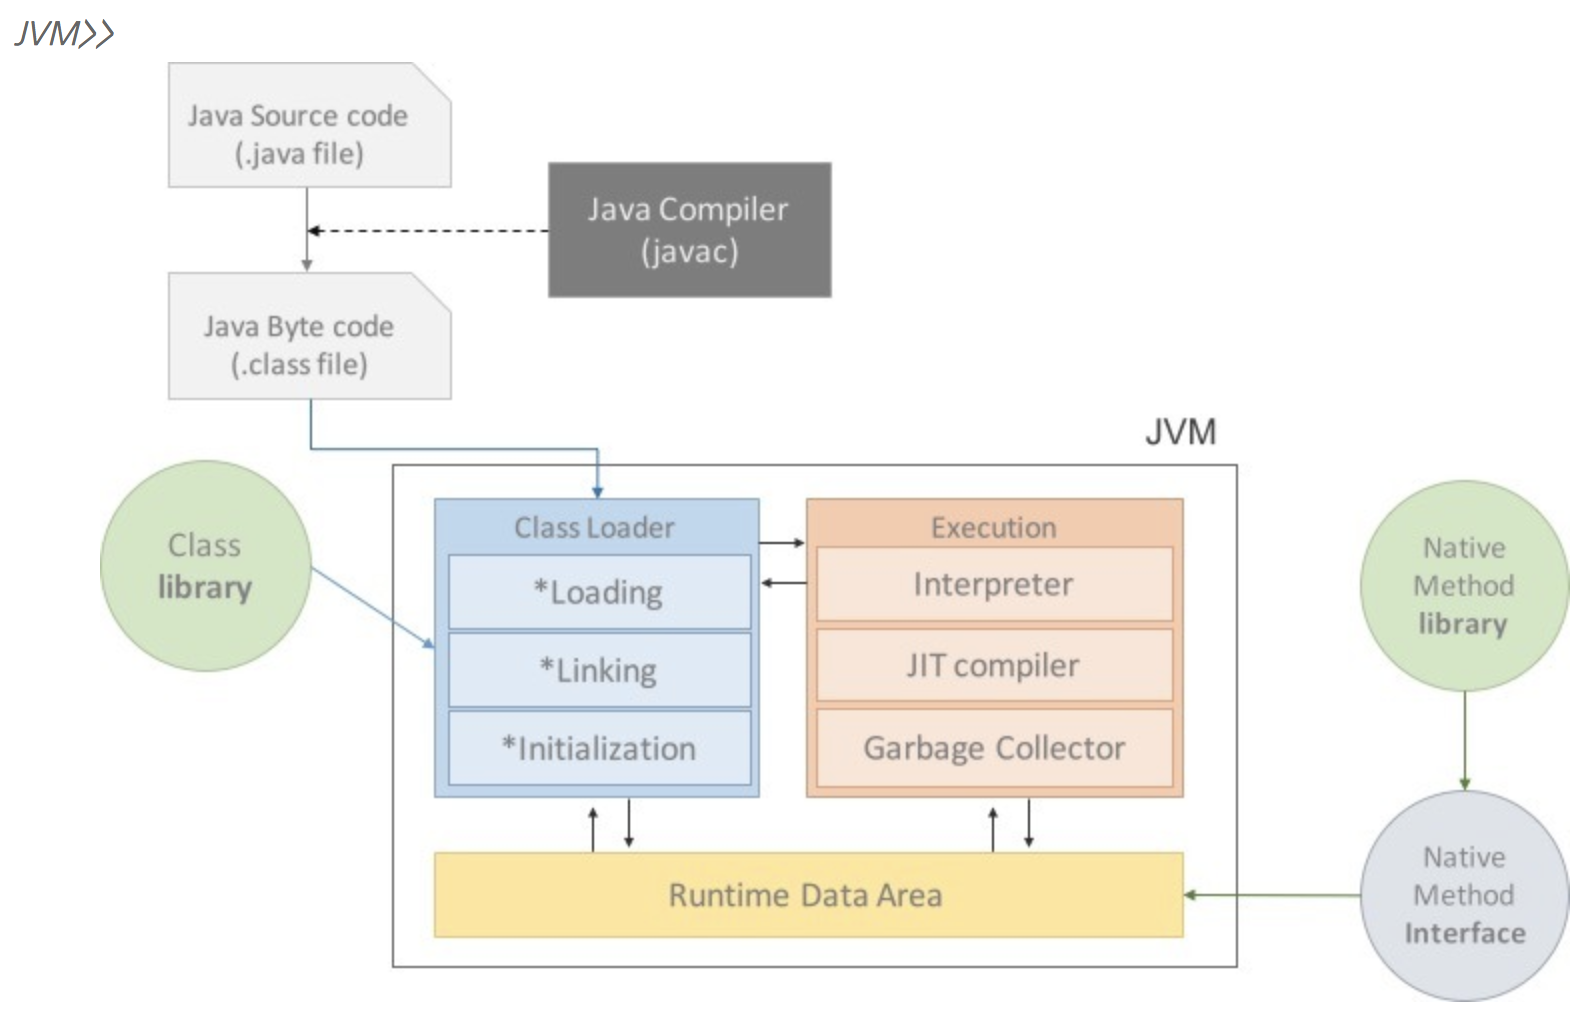 JVM>>
Java Source code
(.java file)
Java Compiler
(javac)
Java Byte code
(.class file)
JVM
Class
library
Class Loader
*Loading
*Linking
*Initialization
Execution
Interpreter
JIT compiler
Garbage Collector
Runtime Data Area
Native
Method
library
Native
Method
Interface